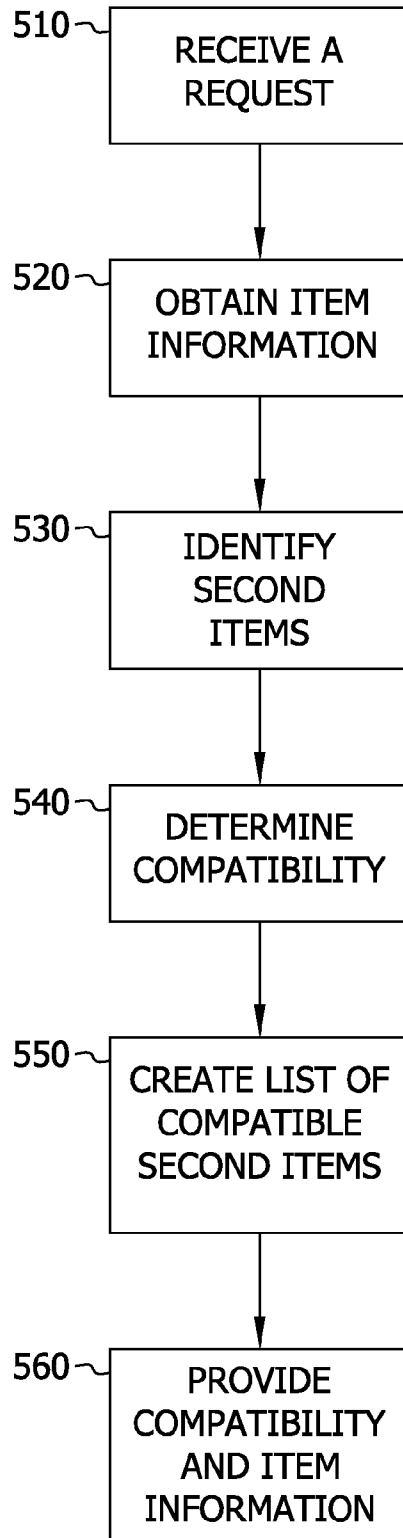 510
RECEIVE A
REQUEST
520
OBTAIN ITEM
INFORMATION
530
IDENTIFY
SECOND
ITEMS
540
DETERMINE
COMPATIBILITY
550
CREATE LIST OF
COMPATIBLE
SECOND ITEMS
560
PROVIDE
COMPATIBILITY
AND ITEM
INFORMATION